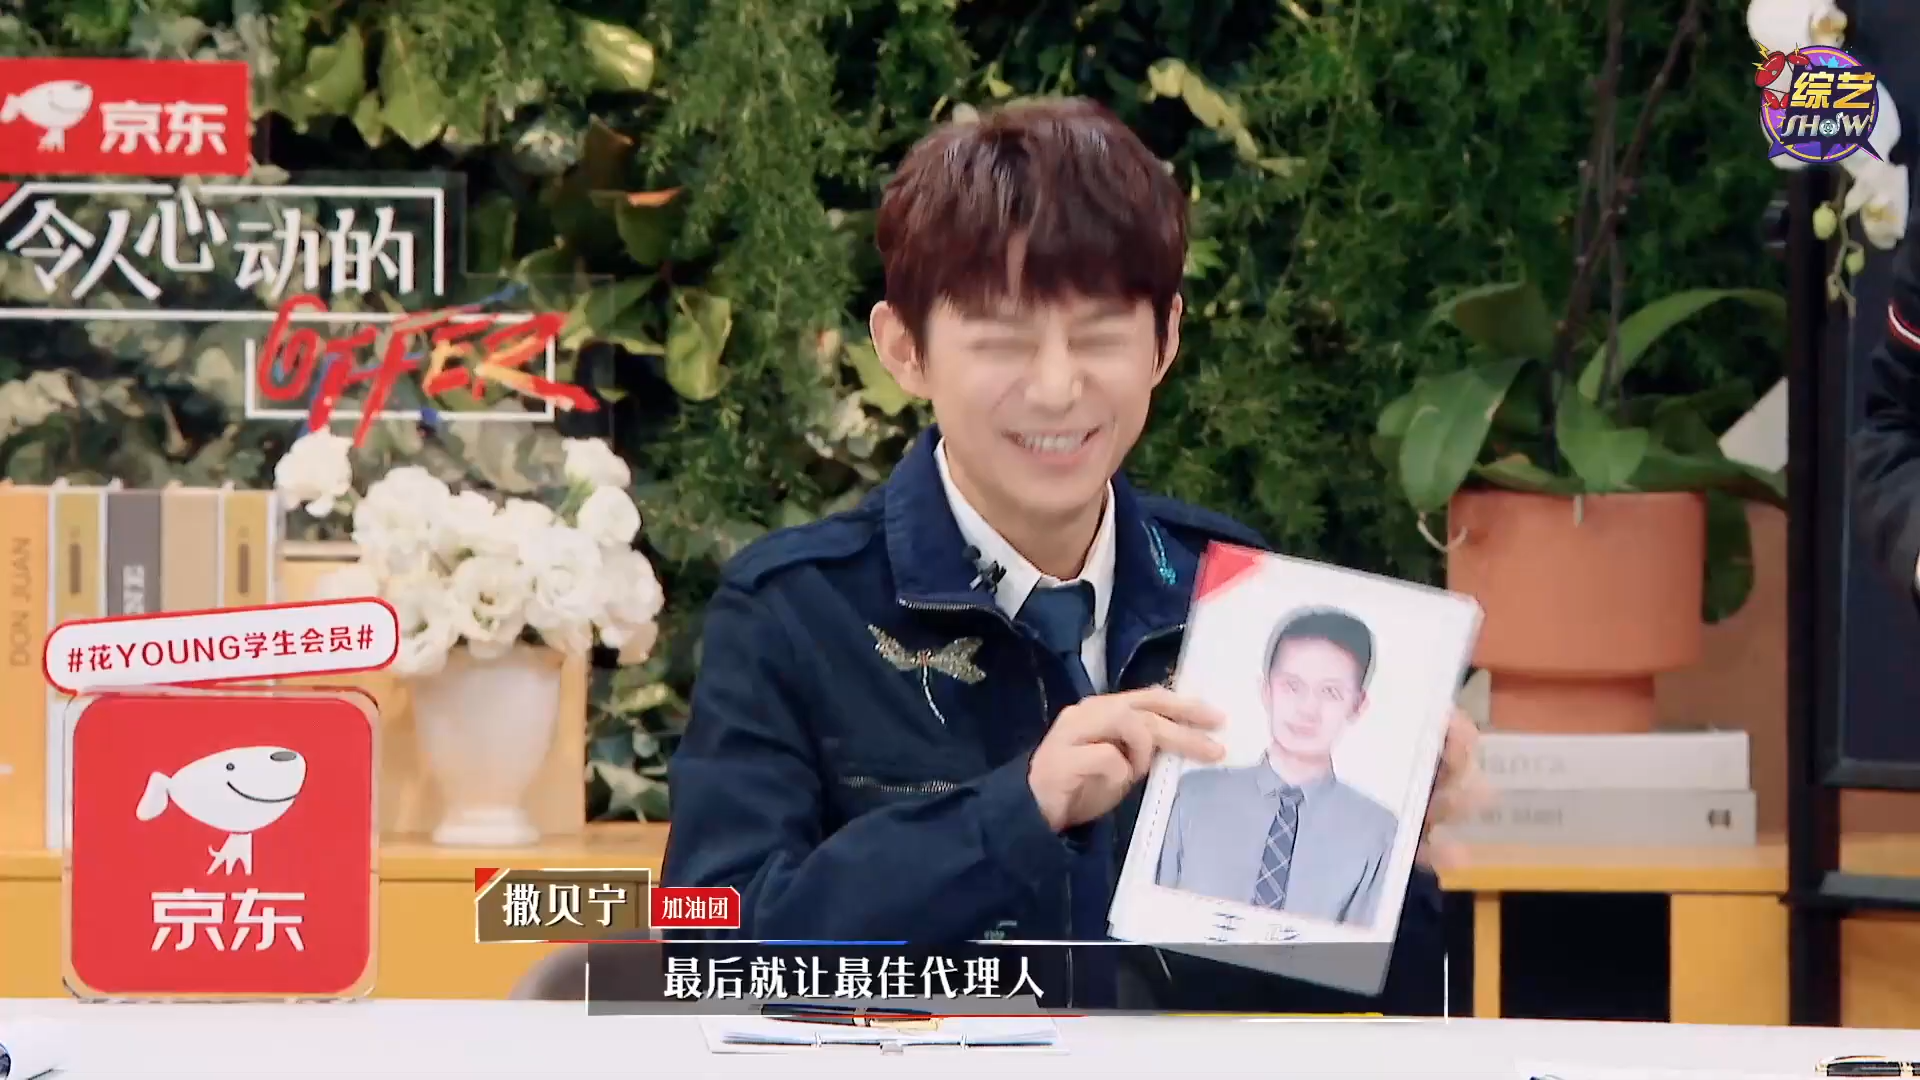 综艺
SHOW
京东
令人心动的
OFFER
DON JUAN
#花YOUNG学生会员#
京东
撒贝宁
加油团
最后就让最佳代理人